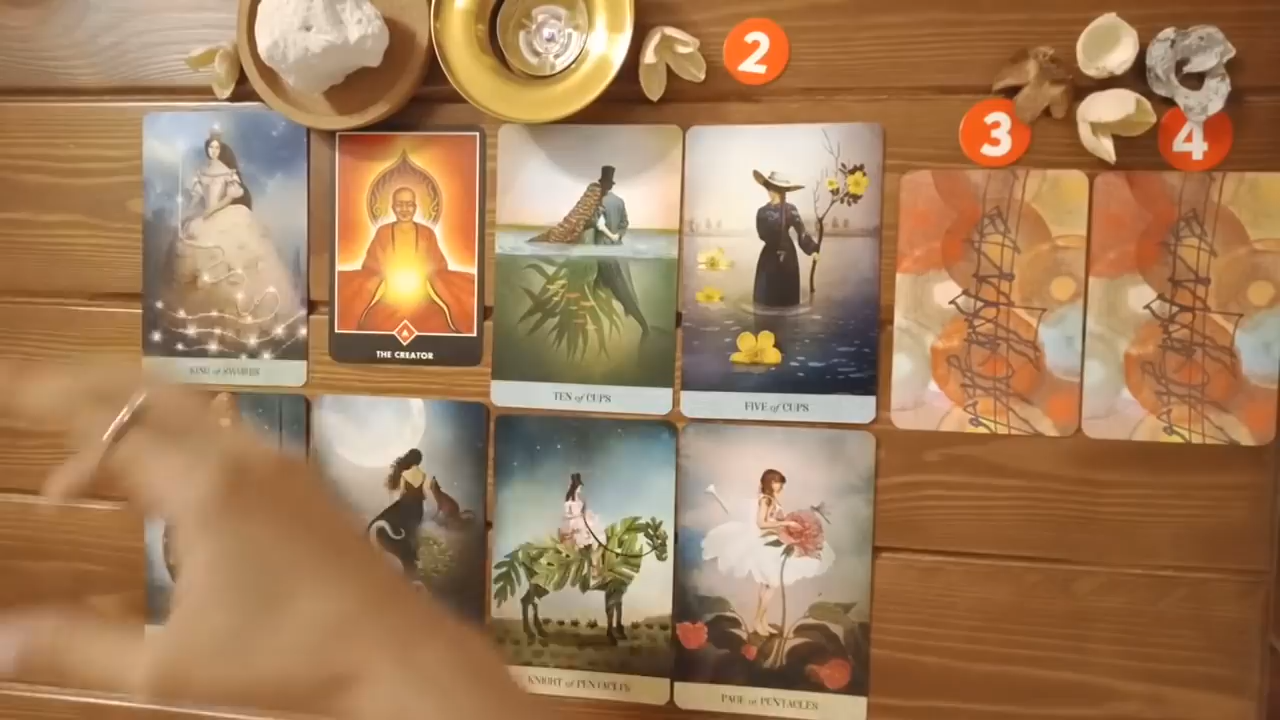 2
3
4
KING of SWORDS
THE CREATOR
TEN of CUPS
FIVE of CUPS
KNIGHT of PENTACLES
PAGE of PENTACLES